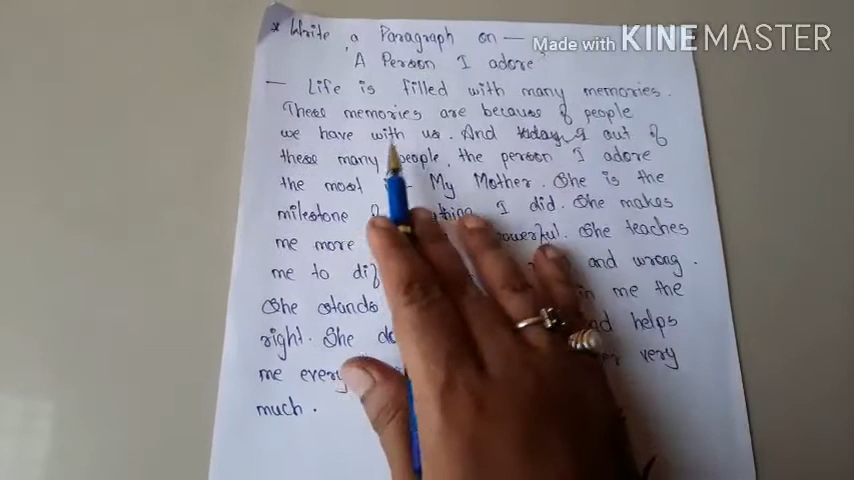 * Write a Paragraph on —
'A Person I adore'
Made with KINEMASTER
— Life is filled with many memories.
These memories are because of people
we have with us. And today, I out of
these many people, the person I adore
the most - My Mother. She is the
milestone I did. She makes
me more powerful. She teaches
me to and wrong.
She stands in me the
right. She and helps
me very
much.